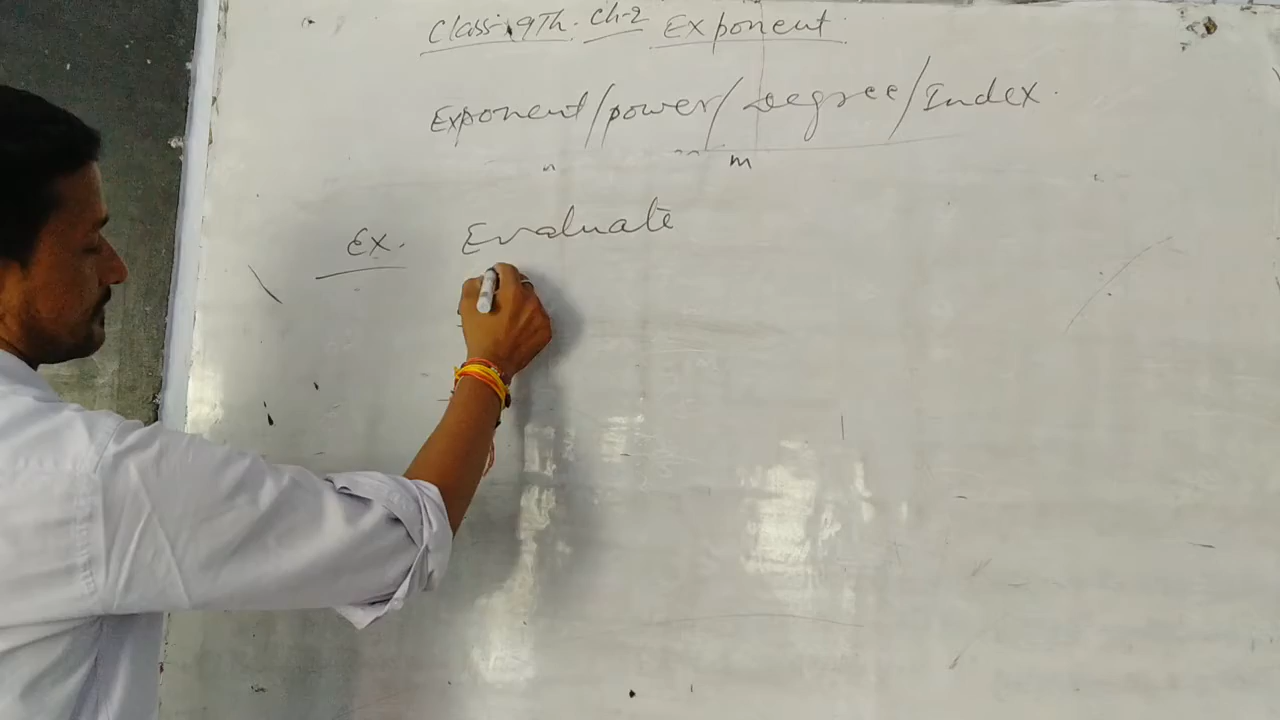 Class-9Th. Ch-2 Exponent
Exponent/power/degree/Index.
n m
Ex. Evaluate